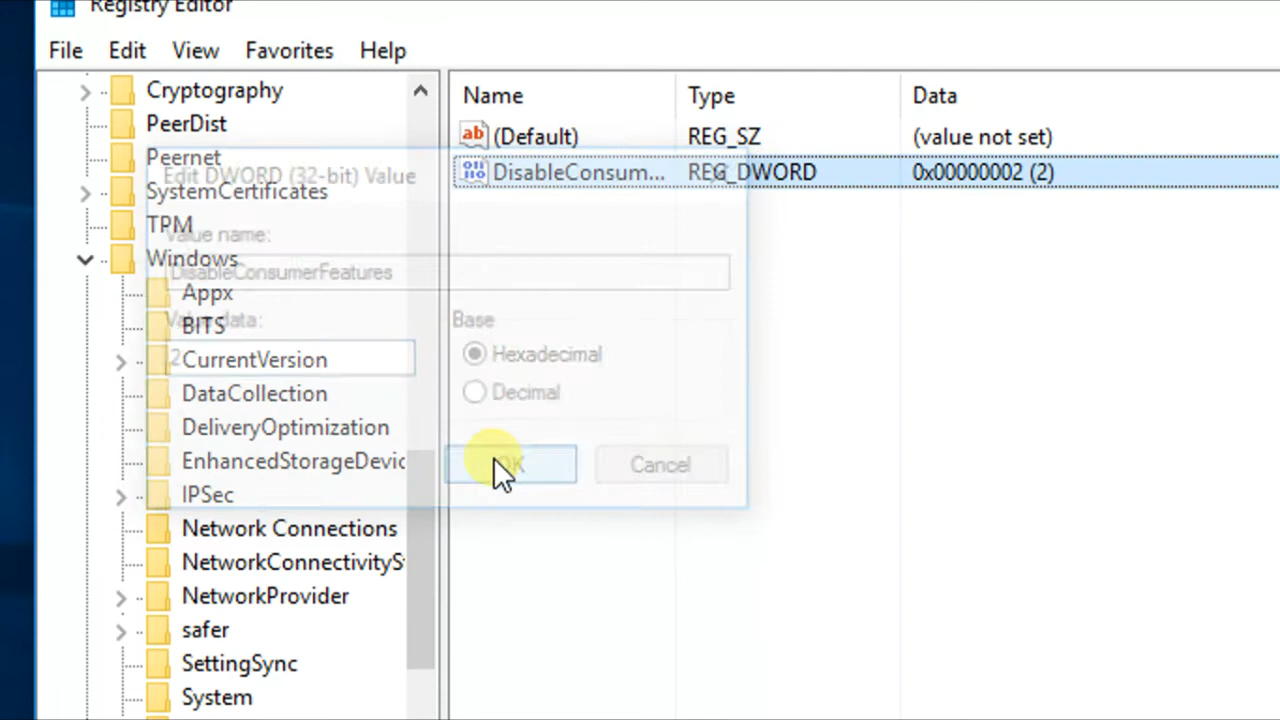 Registry Editor
File Edit View Favorites Help
Name Type Data
(Default) REG_SZ (value not set)
DisableConsum... REG_DWORD 0x00000002 (2)
Cryptography
PeerDist
Peernet
SystemCertificates
TPM
Windows
Appx
BITS
CurrentVersion
DataCollection
DeliveryOptimization
EnhancedStorageDevic
IPSec
Network Connections
NetworkConnectivityS
NetworkProvider
safer
SettingSync
System
Edit DWORD (32-bit) Value
Value name:
DisableConsumerFeatures
Value data:
2
Base
Hexadecimal
Decimal
OK Cancel